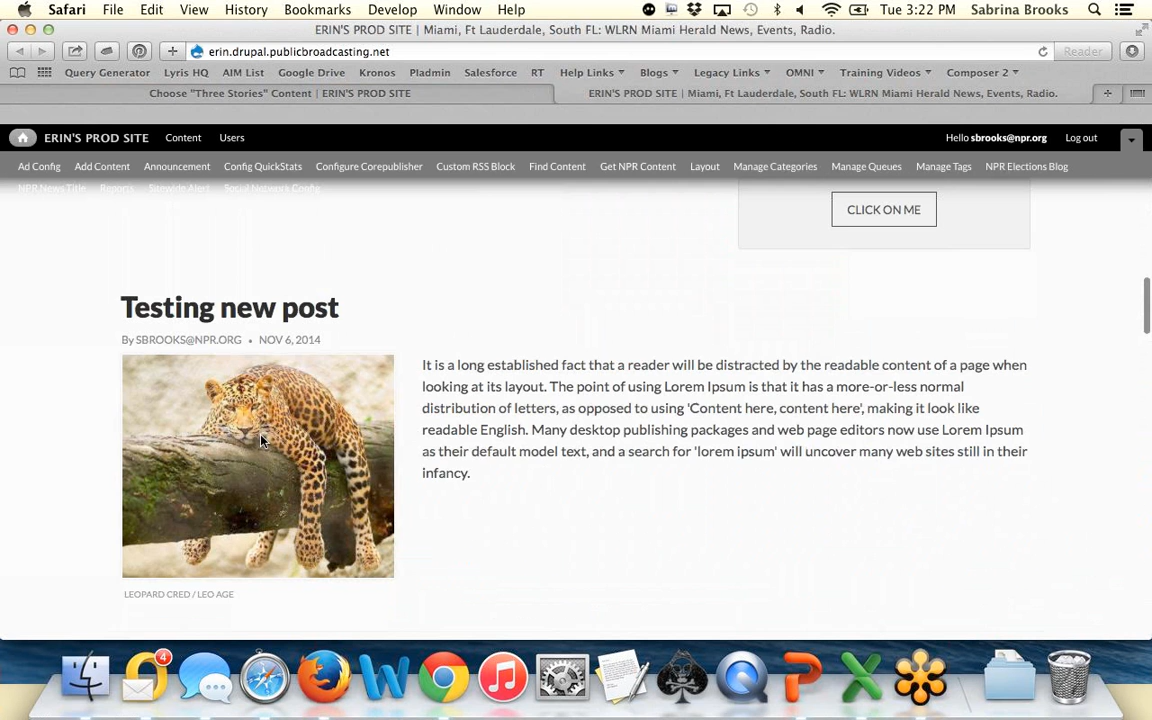 Safari File Edit View History Bookmarks Develop Window Help Tue 3:22 PM Sabrina Brooks
ERIN'S PROD SITE | Miami, Ft Lauderdale, South FL: WLRN Miami Herald News, Events, Radio.
erin.drupal.publicbroadcasting.net Reader
Query Generator Lyris HQ AIM List Google Drive Kronos Pladmin Salesforce RT Help Links Blogs Legacy Links OMNI Training Videos Composer 2
Choose "Three Stories" Content | ERIN'S PROD SITE ERIN'S PROD SITE | Miami, Ft Lauderdale, South FL: WLRN Miami Herald News, Events, Radio.
ERIN'S PROD SITE Content Users Hello sbrooks@npr.org Log out
Ad Config Add Content Announcement Config QuickStats Configure Corepublisher Custom RSS Block Find Content Get NPR Content Layout Manage Categories Manage Queues Manage Tags NPR Elections Blog
NPR News Title Reports Sitewide Alert Social Network Config
CLICK ON ME
Testing new post
By SBROOKS@NPR.ORG • NOV 6, 2014
It is a long established fact that a reader will be distracted by the readable content of a page when
looking at its layout. The point of using Lorem Ipsum is that it has a more-or-less normal
distribution of letters, as opposed to using 'Content here, content here', making it look like
readable English. Many desktop publishing packages and web page editors now use Lorem Ipsum
as their default model text, and a search for 'lorem ipsum' will uncover many web sites still in their
infancy.
LEOPARD CRED / LEO AGE
4